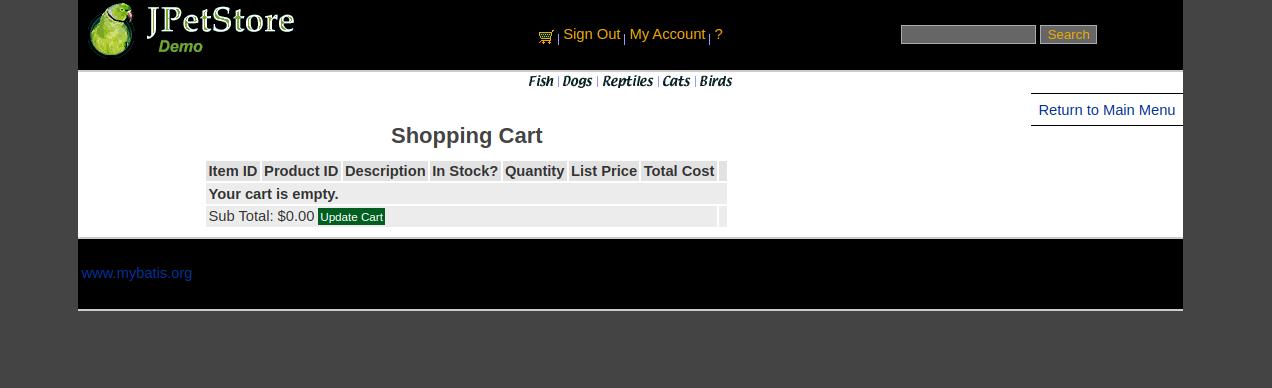 JPetStore
Demo
Sign Out My Account ?
Search
Fish Dogs Reptiles Cats Birds
Return to Main Menu
Shopping Cart
Item ID Product ID Description In Stock? Quantity List Price Total Cost
Your cart is empty.
Sub Total: $0.00 Update Cart
www.mybatis.org